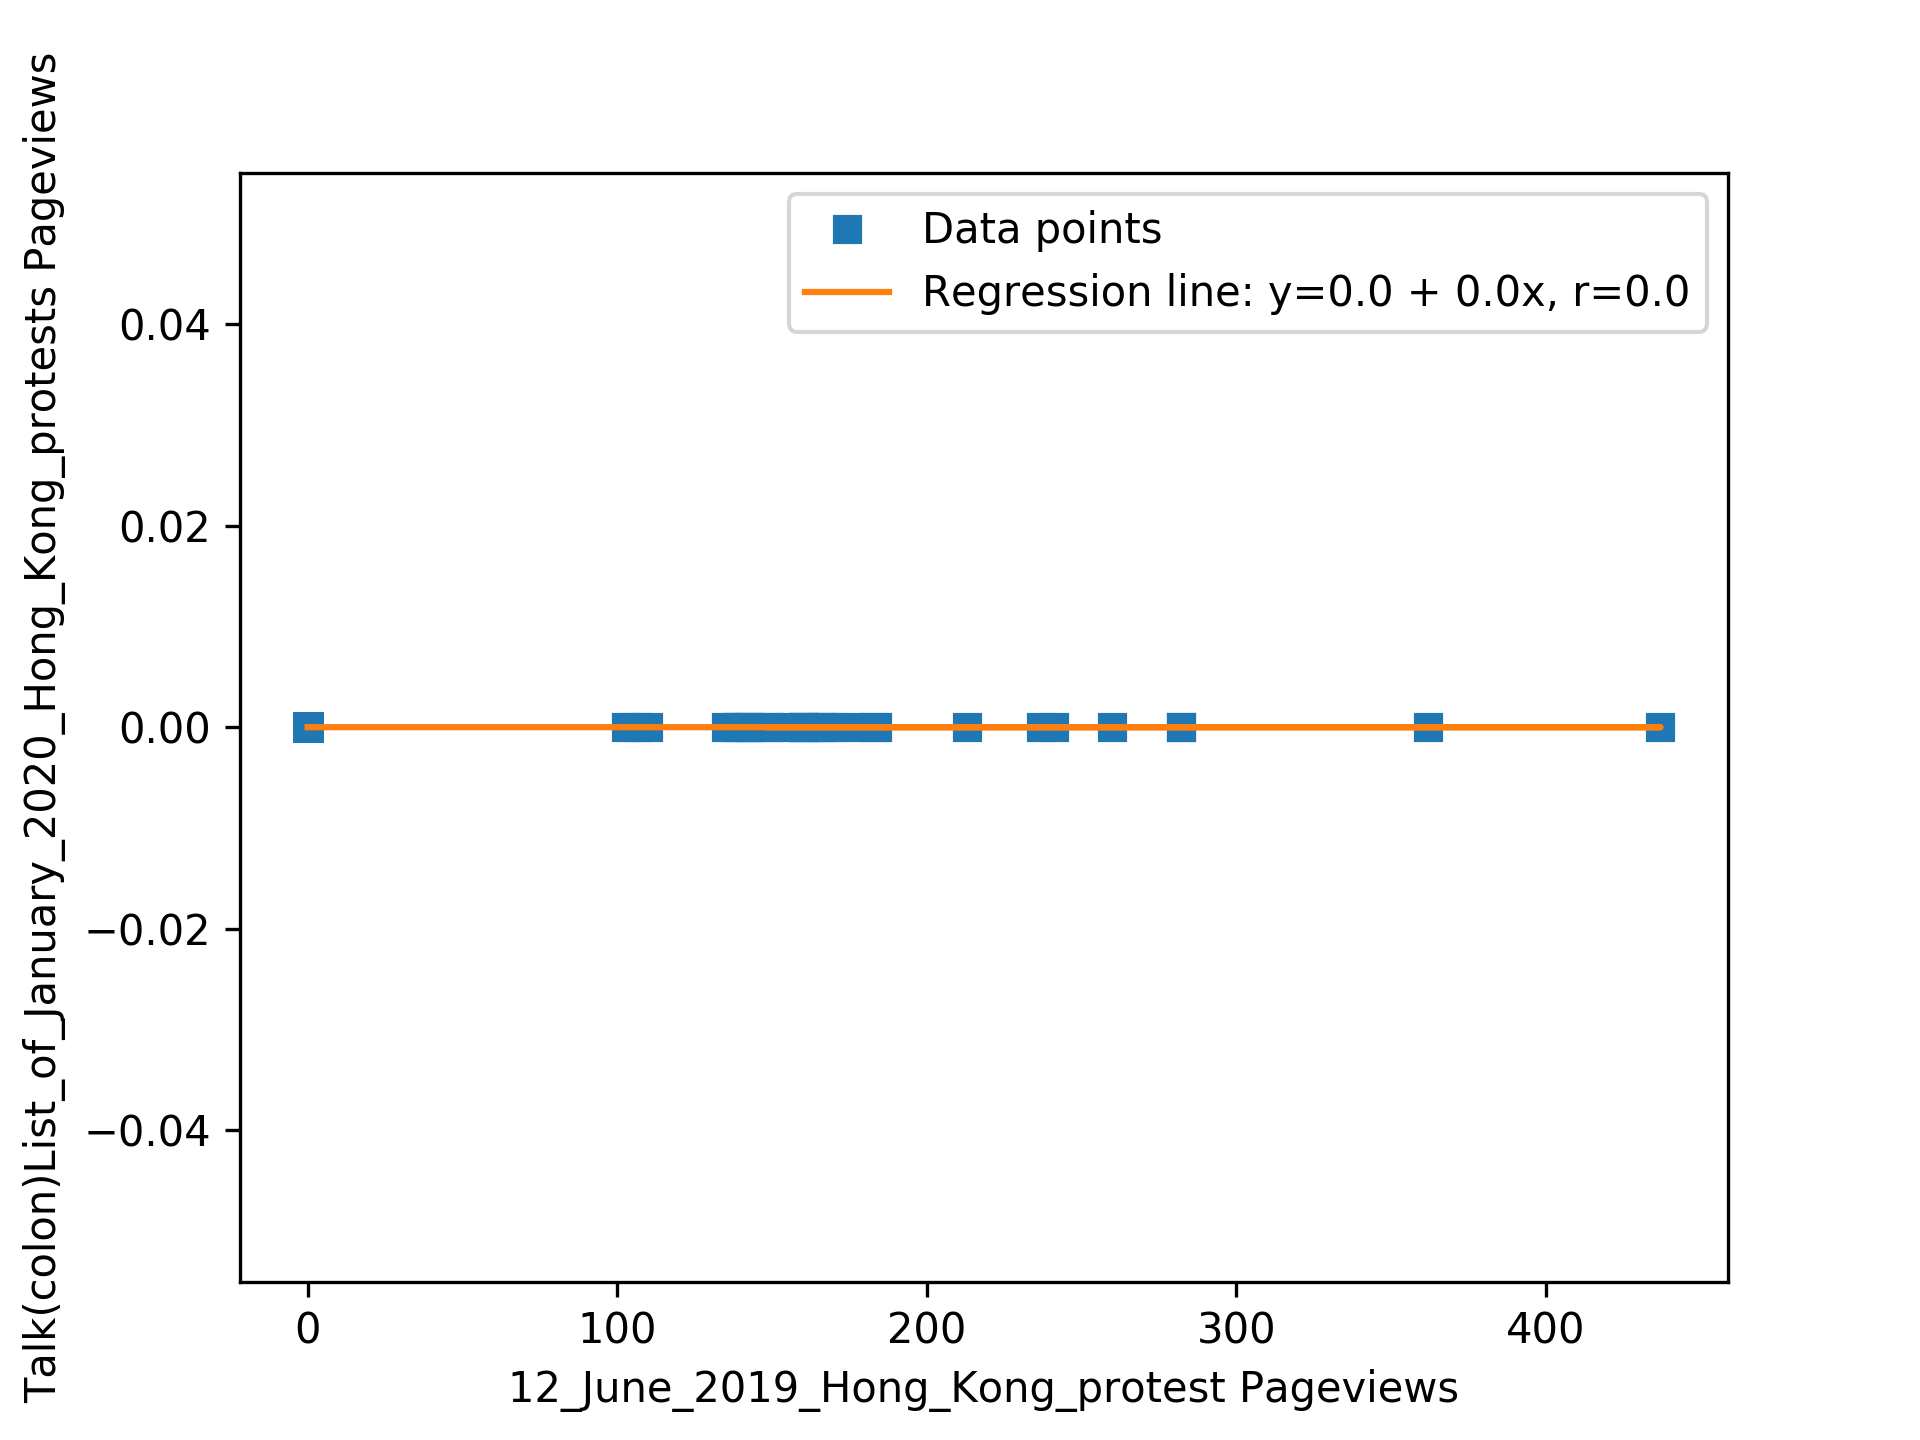 Talk(colon)List_of_January_2020_Hong_Kong_protests Pageviews
Data points
Regression line: y=0.0 + 0.0x, r=0.0
0.04
0.02
0.00
−0.02
−0.04
0 100 200 300 400
12_June_2019_Hong_Kong_protest Pageviews